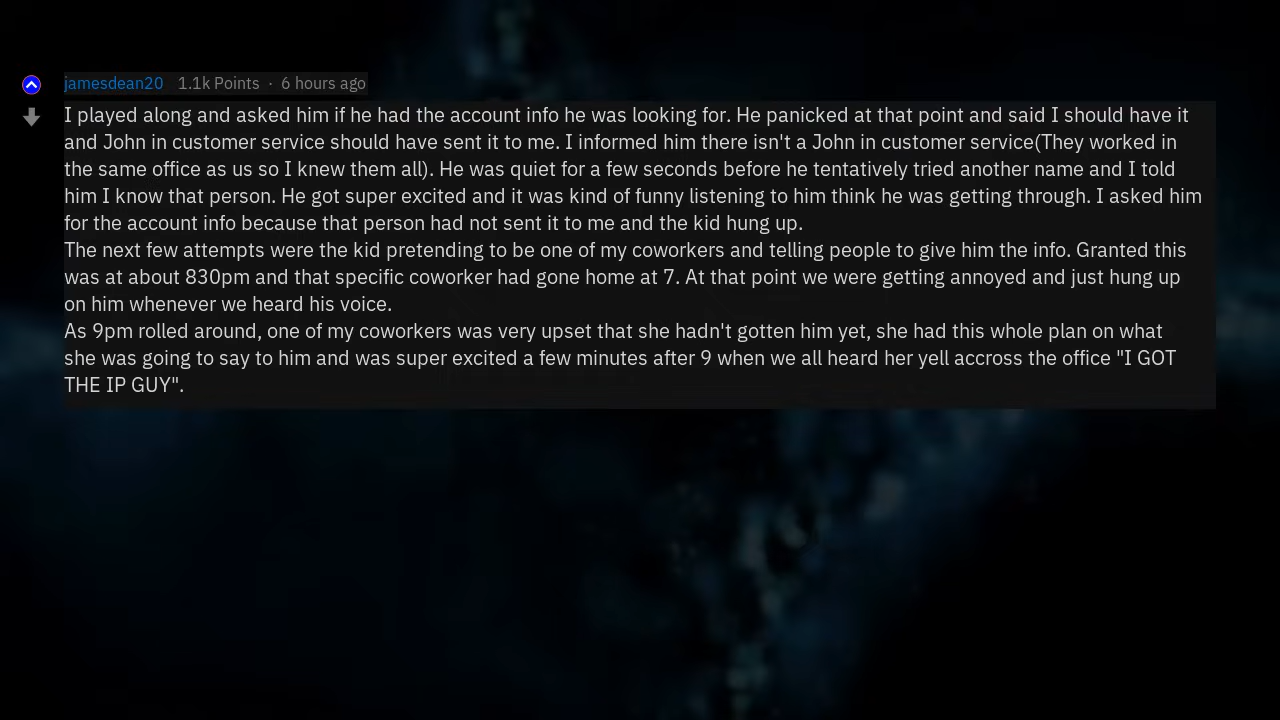 jamesdean20 1.1k Points · 6 hours ago
I played along and asked him if he had the account info he was looking for. He panicked at that point and said I should have it
and John in customer service should have sent it to me. I informed him there isn't a John in customer service(They worked in
the same office as us so I knew them all). He was quiet for a few seconds before he tentatively tried another name and I told
him I know that person. He got super excited and it was kind of funny listening to him think he was getting through. I asked him
for the account info because that person had not sent it to me and the kid hung up.
The next few attempts were the kid pretending to be one of my coworkers and telling people to give him the info. Granted this
was at about 830pm and that specific coworker had gone home at 7. At that point we were getting annoyed and just hung up
on him whenever we heard his voice.
As 9pm rolled around, one of my coworkers was very upset that she hadn't gotten him yet, she had this whole plan on what
she was going to say to him and was super excited a few minutes after 9 when we all heard her yell accross the office "I GOT
THE IP GUY".